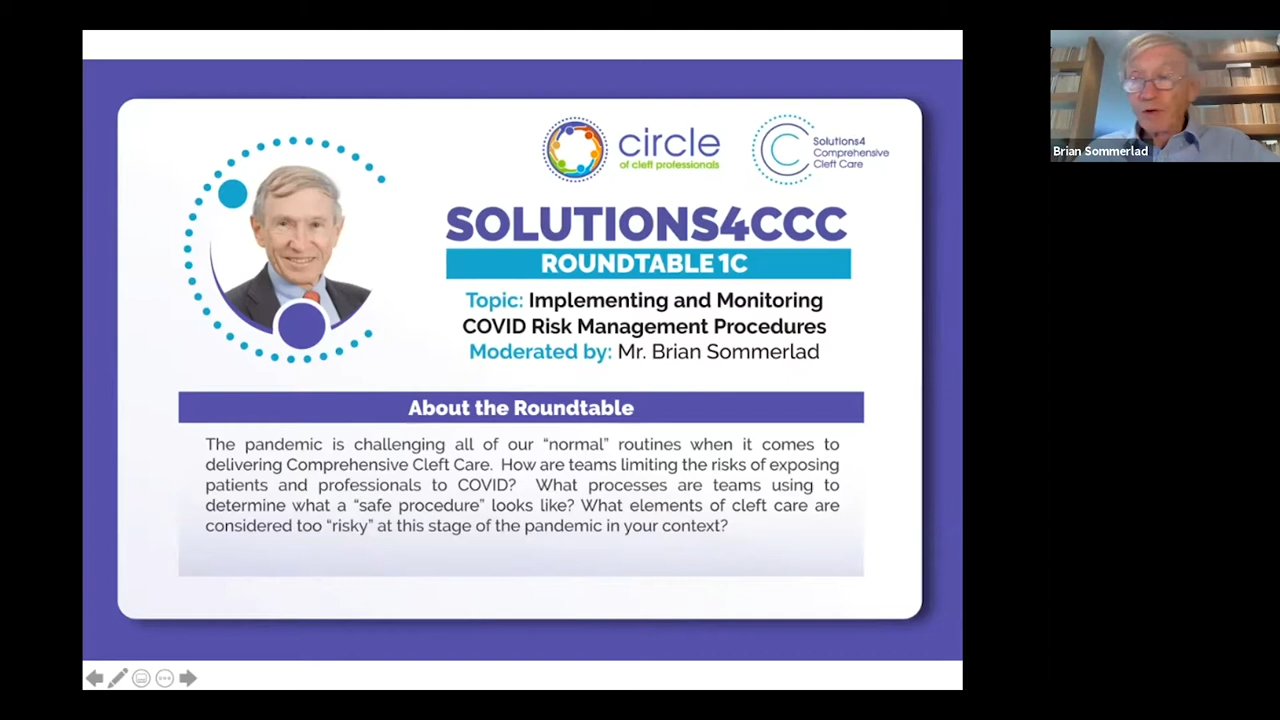 circle
of cleft professionals
Solutions4
Comprehensive
Cleft Care
SOLUTIONS4CCC
ROUNDTABLE 1C
Topic: Implementing and Monitoring
COVID Risk Management Procedures
Moderated by: Mr. Brian Sommerlad
About the Roundtable
The pandemic is challenging all of our “normal” routines when it comes to
delivering Comprehensive Cleft Care. How are teams limiting the risks of exposing
patients and professionals to COVID? What processes are teams using to
determine what a “safe procedure” looks like? What elements of cleft care are
considered too “risky” at this stage of the pandemic in your context?
Brian Sommerlad